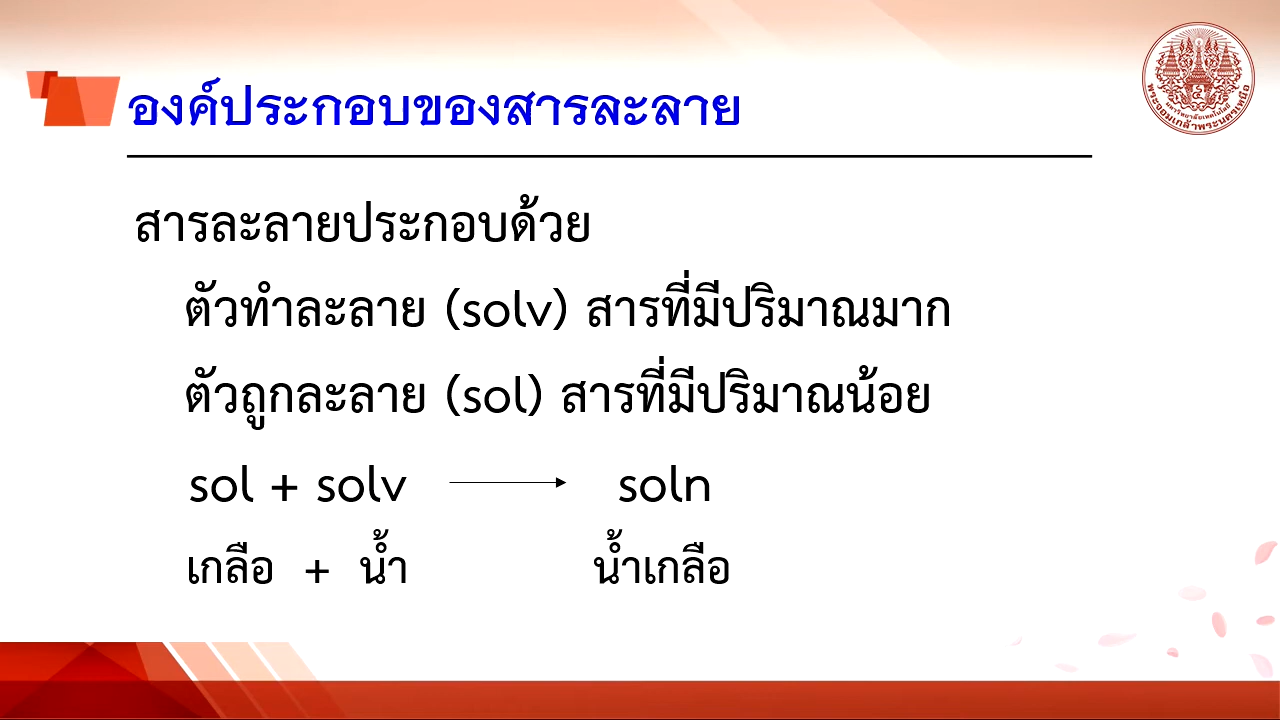 องค์ประกอบของสารละลาย
สารละลายประกอบด้วย
ตัวทำละลาย (solv) สารที่มีปริมาณมาก
ตัวถูกละลาย (sol) สารที่มีปริมาณน้อย
sol + solv → soln
เกลือ + น้ำ น้ำเกลือ